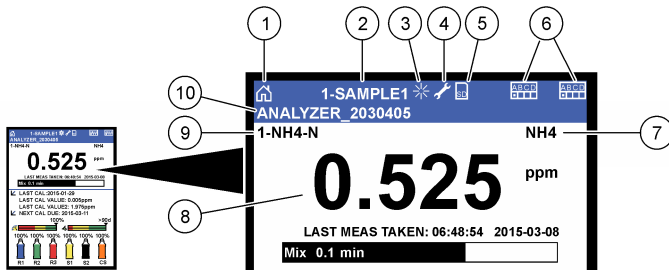 1
2
3
4
5
6
1-SAMPLE1
SD
ABCD
ABCD
10
ANALYZER_2030405
9
1-NH4-N
NH4
7
0.525
ppm
8
LAST MEAS TAKEN: 06:48:54 2015-03-08
Mix 0.1 min
1-SAMPLE1
ANALYZER_2030405
1-NH4-N
NH4
0.525
ppm
LAST MEAS TAKEN: 06:48:54 2015-03-08
Mix 0.1 min
LAST CAL:2015-01-29
LAST CAL VALUE: 0.005ppm
LAST CAL VALUE2: 1.975ppm
NEXT CAL DUE: 2015-03-11
100%
>90d
100% 100% 100% 100% 100% 100%
R1 R2 R3 S1 S2 CS